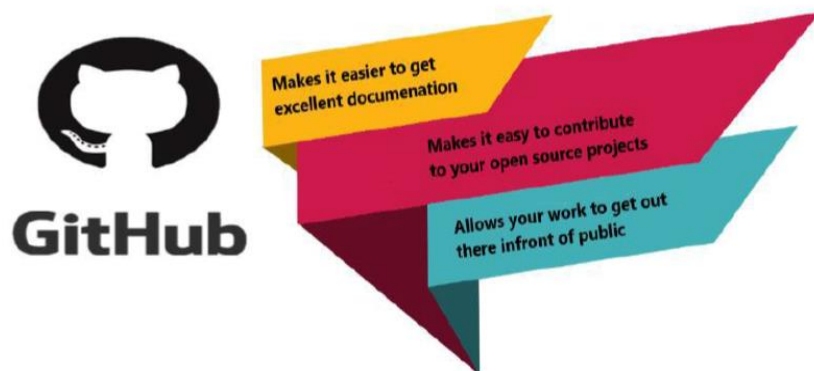 GitHub
Makes it easier to get
excellent documenation
Makes it easy to contribute
to your open source projects
Allows your work to get out
there infront of public